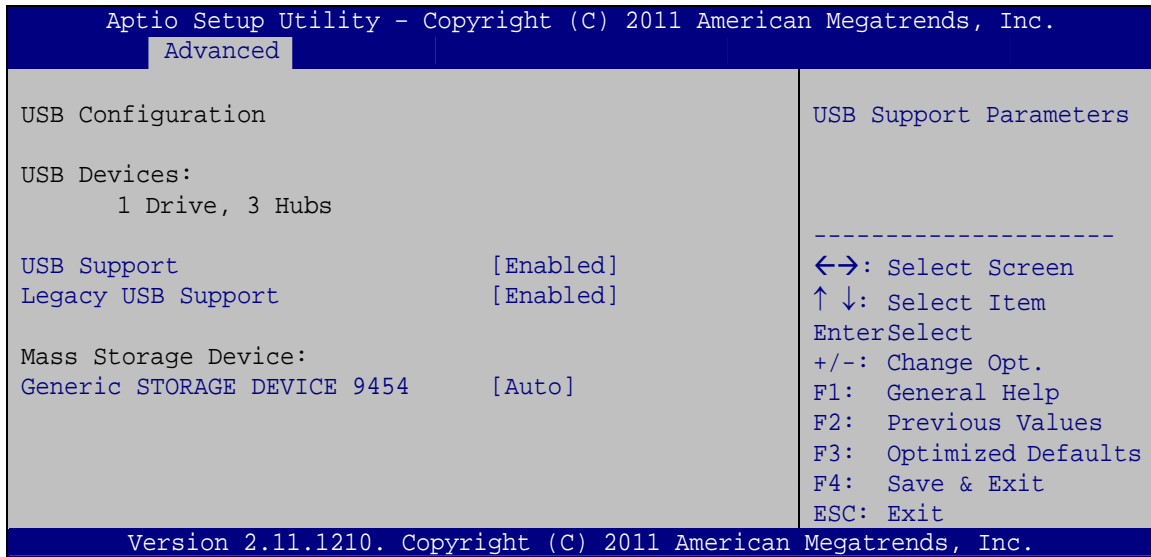 Aptio Setup Utility – Copyright (C) 2011 American Megatrends, Inc.
Advanced
USB Configuration
USB Devices:
1 Drive, 3 Hubs
USB Support [Enabled]
Legacy USB Support [Enabled]
Mass Storage Device:
Generic STORAGE DEVICE 9454 [Auto]
USB Support Parameters
---------------------
←→: Select Screen
↑ ↓: Select Item
EnterSelect
+/-: Change Opt.
F1: General Help
F2: Previous Values
F3: Optimized Defaults
F4: Save & Exit
ESC: Exit
Version 2.11.1210. Copyright (C) 2011 American Megatrends, Inc.